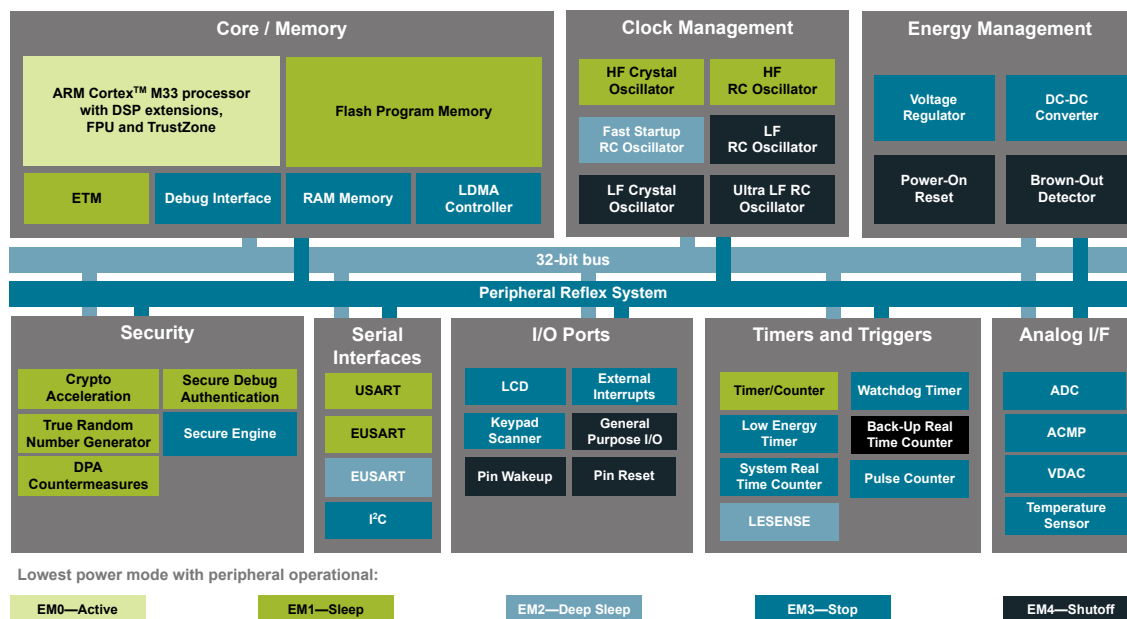 Core / Memory
ARM Cortex™ M33 processor
with DSP extensions,
FPU and TrustZone
Flash Program Memory
ETM
Debug Interface
RAM Memory
LDMA
Controller
Clock Management
HF Crystal
Oscillator
HF
RC Oscillator
Fast Startup
RC Oscillator
LF
RC Oscillator
LF Crystal
Oscillator
Ultra LF RC
Oscillator
Energy Management
Voltage
Regulator
DC-DC
Converter
Power-On
Reset
Brown-Out
Detector
32-bit bus
Peripheral Reflex System
Security
Crypto
Acceleration
Secure Debug
Authentication
True Random
Number Generator
Secure Engine
DPA
Countermeasures
Serial
Interfaces
USART
EUSART
EUSART
I²C
I/O Ports
LCD
External
Interrupts
Keypad
Scanner
General
Purpose I/O
Pin Wakeup
Pin Reset
Timers and Triggers
Timer/Counter
Watchdog Timer
Low Energy
Timer
Back-Up Real
Time Counter
System Real
Time Counter
Pulse Counter
LESENSE
Analog I/F
ADC
ACMP
VDAC
Temperature
Sensor
Lowest power mode with peripheral operational:
EM0—Active
EM1—Sleep
EM2—Deep Sleep
EM3—Stop
EM4—Shutoff